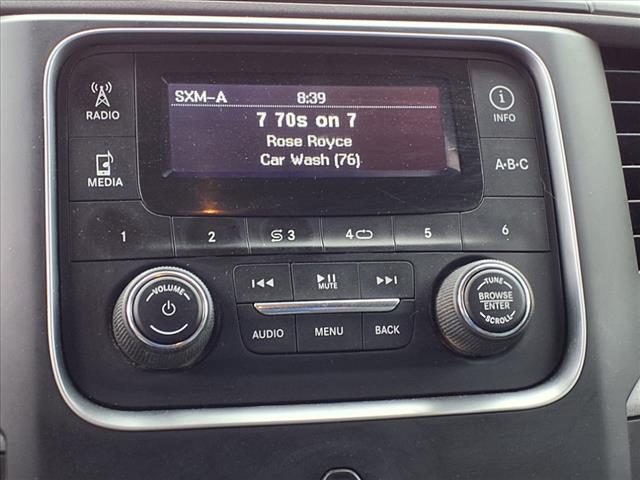 SXM-A 8:39
7 70s on 7
Rose Royce
Car Wash (76)
RADIO
MEDIA
i
INFO
A·B·C
1 2 3 4 5 6
VOLUME
MUTE
AUDIO MENU BACK
TUNE
BROWSE
ENTER
SCROLL